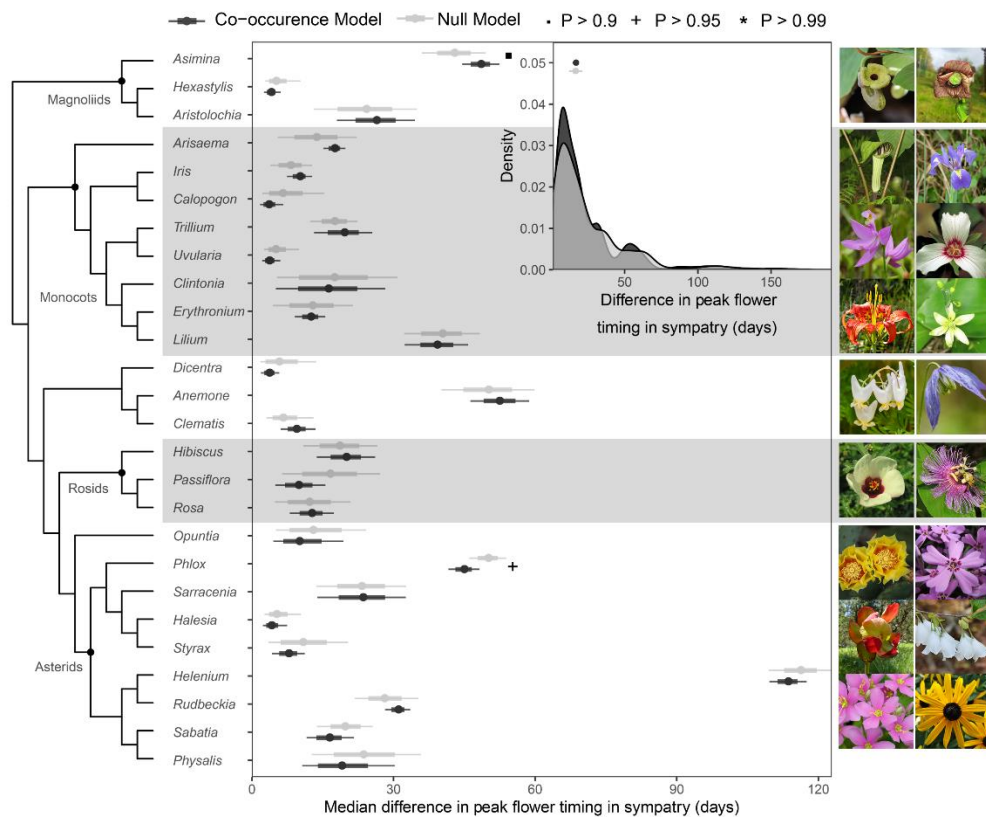 Co-occurence Model Null Model ▪ P > 0.9 + P > 0.95 * P > 0.99
Asimina
Hexastylis
Magnoliids
Aristolochia
Arisaema
Iris
Calopogon
Trillium
Uvularia
Clintonia
Monocots
Erythronium
Lilium
Dicentra
Anemone
Clematis
Hibiscus
Passiflora
Rosids
Rosa
Opuntia
Phlox
+
Sarracenia
Halesia
Styrax
Asterids
Helenium
Rudbeckia
Sabatia
Physalis
0 30 60 90 120
Median difference in peak flower timing in sympatry (days)
0.05
0.04
0.03
0.02
0.01
0.00
Density
50 100 150
Difference in peak flower
timing in sympatry (days)